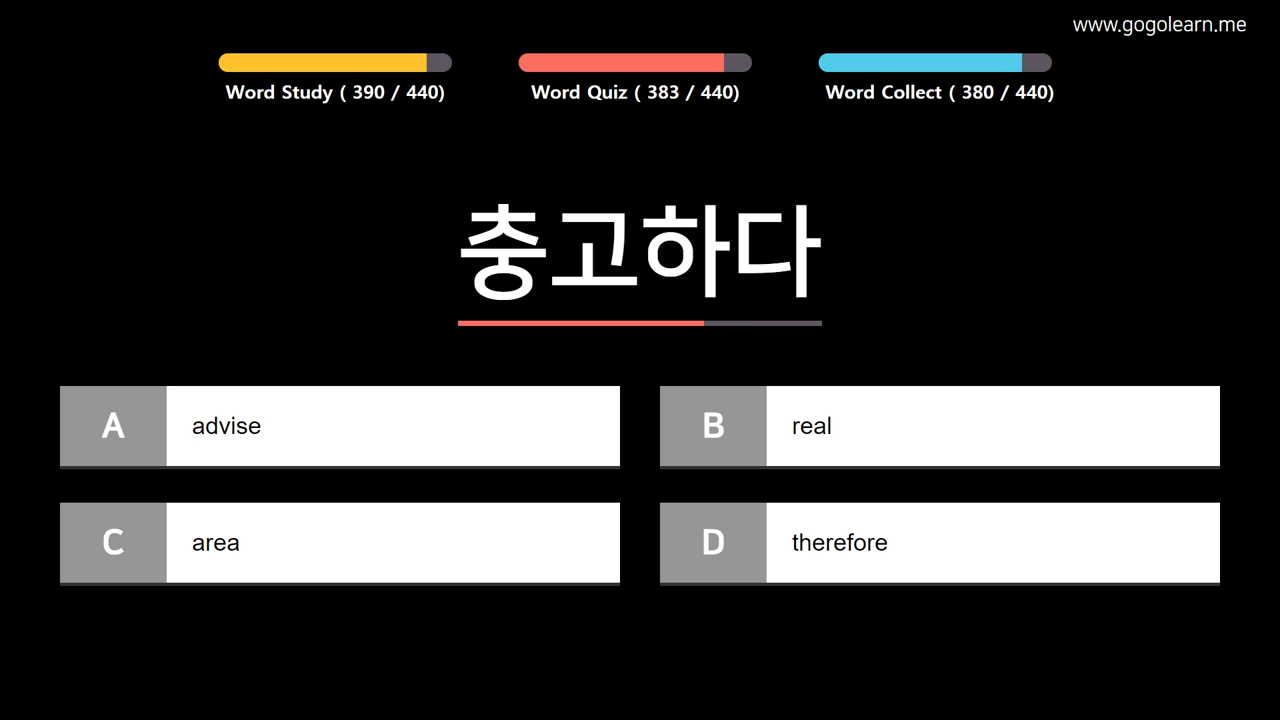 www.gogolearn.me
Word Study ( 390 / 440)
Word Quiz ( 383 / 440)
Word Collect ( 380 / 440)
충고하다
A advise
B real
C area
D therefore